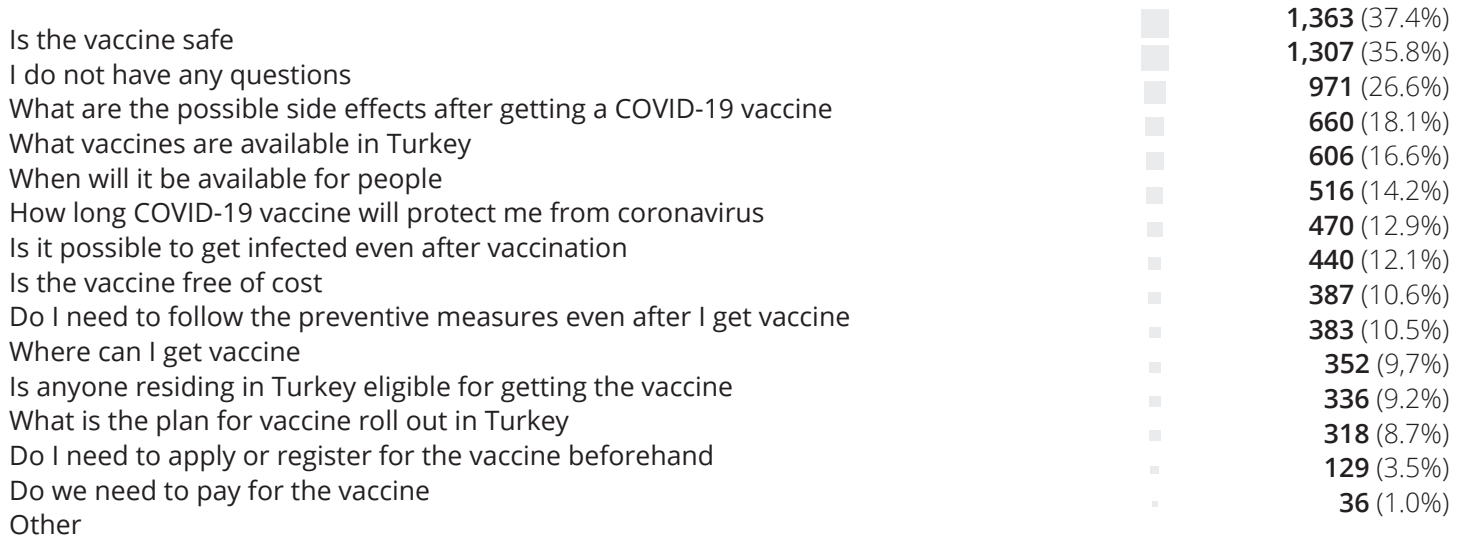 Is the vaccine safe 1,363 (37.4%)
I do not have any questions 1,307 (35.8%)
What are the possible side effects after getting a COVID-19 vaccine 971 (26.6%)
What vaccines are available in Turkey 660 (18.1%)
When will it be available for people 606 (16.6%)
How long COVID-19 vaccine will protect me from coronavirus 516 (14.2%)
Is it possible to get infected even after vaccination 470 (12.9%)
Is the vaccine free of cost 440 (12.1%)
Do I need to follow the preventive measures even after I get vaccine 387 (10.6%)
Where can I get vaccine 383 (10.5%)
Is anyone residing in Turkey eligible for getting the vaccine 352 (9,7%)
What is the plan for vaccine roll out in Turkey 336 (9.2%)
Do I need to apply or register for the vaccine beforehand 318 (8.7%)
Do we need to pay for the vaccine 129 (3.5%)
Other 36 (1.0%)